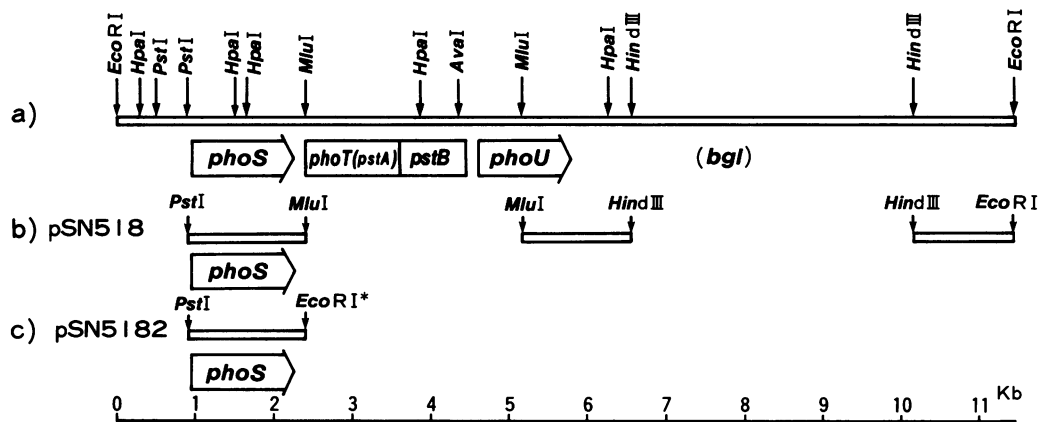 EcoRI HpaI PstI PstI HpaI HpaI MluI HpaI AvaI MluI HpaI HindIII HindIII EcoRI
a)
phoS phoT(pstA) pstB phoU (bgl)
PstI MluI MluI HindIII HindIII EcoRI
b) pSN518
phoS
PstI EcoRI*
c) pSN5182
phoS
0 1 2 3 4 5 6 7 8 9 10 11 Kb